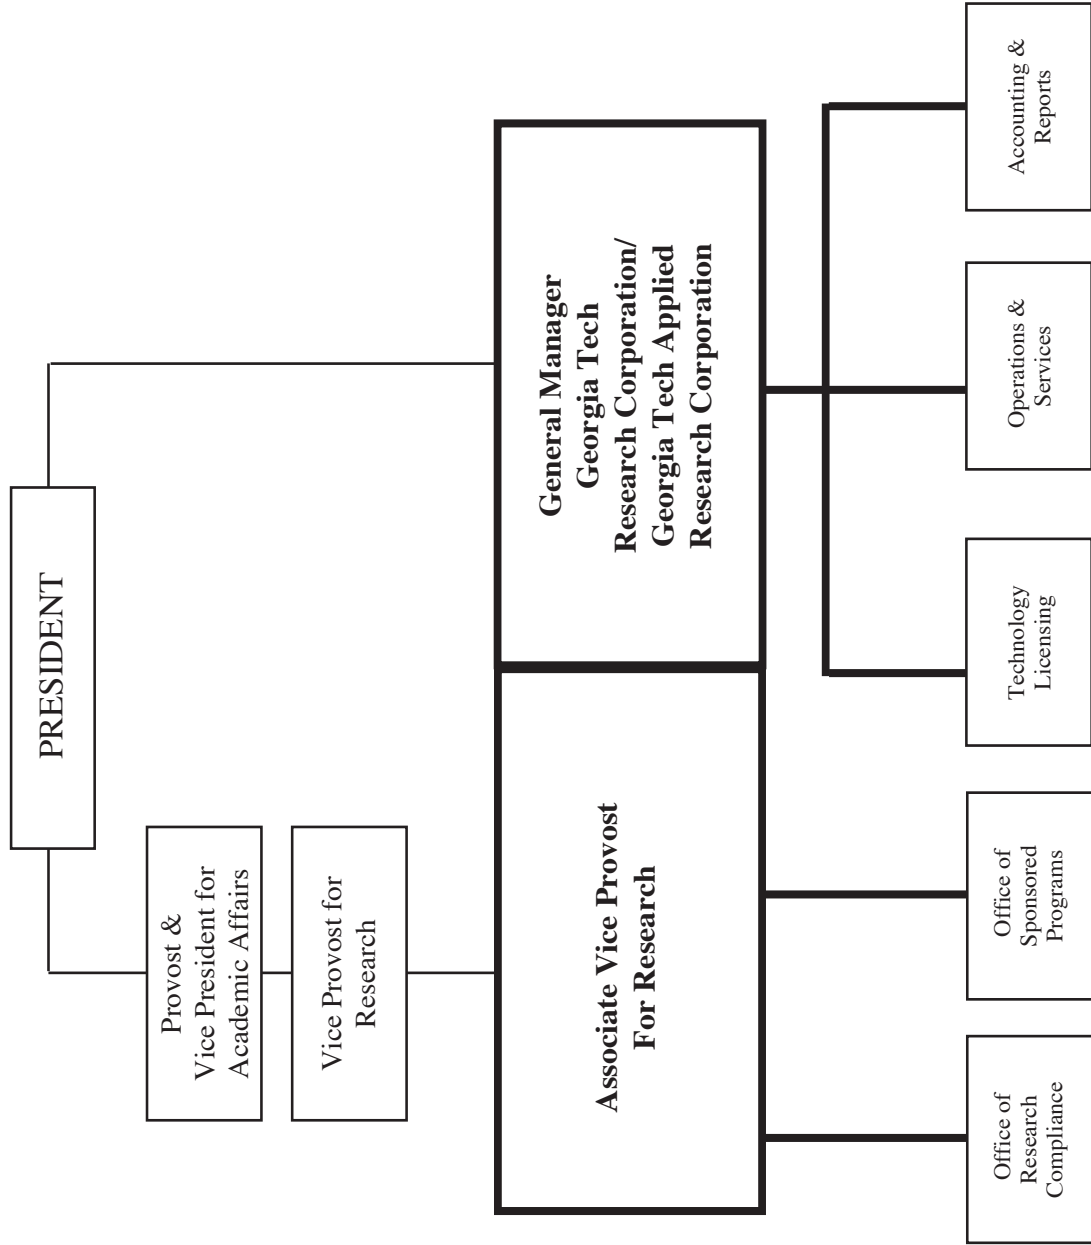 PRESIDENT
Provost &
Vice President for
Academic Affairs
Vice Provost for
Research
Associate Vice Provost
For Research
General Manager
Georgia Tech
Research Corporation/
Georgia Tech Applied
Research Corporation
Office of
Research
Compliance
Office of
Sponsored
Programs
Technology
Licensing
Operations &
Services
Accounting &
Reports